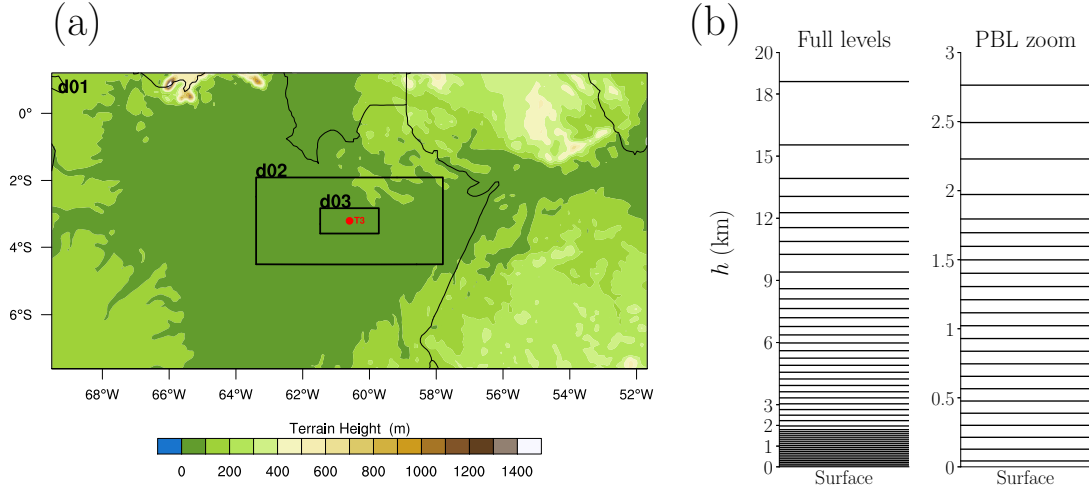 (a)
d01
0°
2°S
4°S
6°S
d02
d03
T3
68°W 66°W 64°W 62°W 60°W 58°W 56°W 54°W 52°W
Terrain Height (m)
0 200 400 600 800 1000 1200 1400
(b)
Full levels
h (km)
20
18
15
12
9
6
3
2
1
0
Surface
PBL zoom
3
2.5
2
1.5
1
0.5
0
Surface